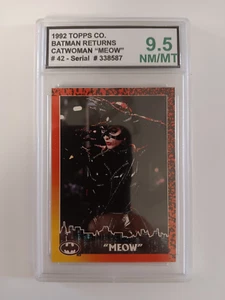 1992 TOPPS CO.
BATMAN RETURNS
CATWOMAN "MEOW"
# 42 - Serial # 338587
9.5
NM/MT
"MEOW"